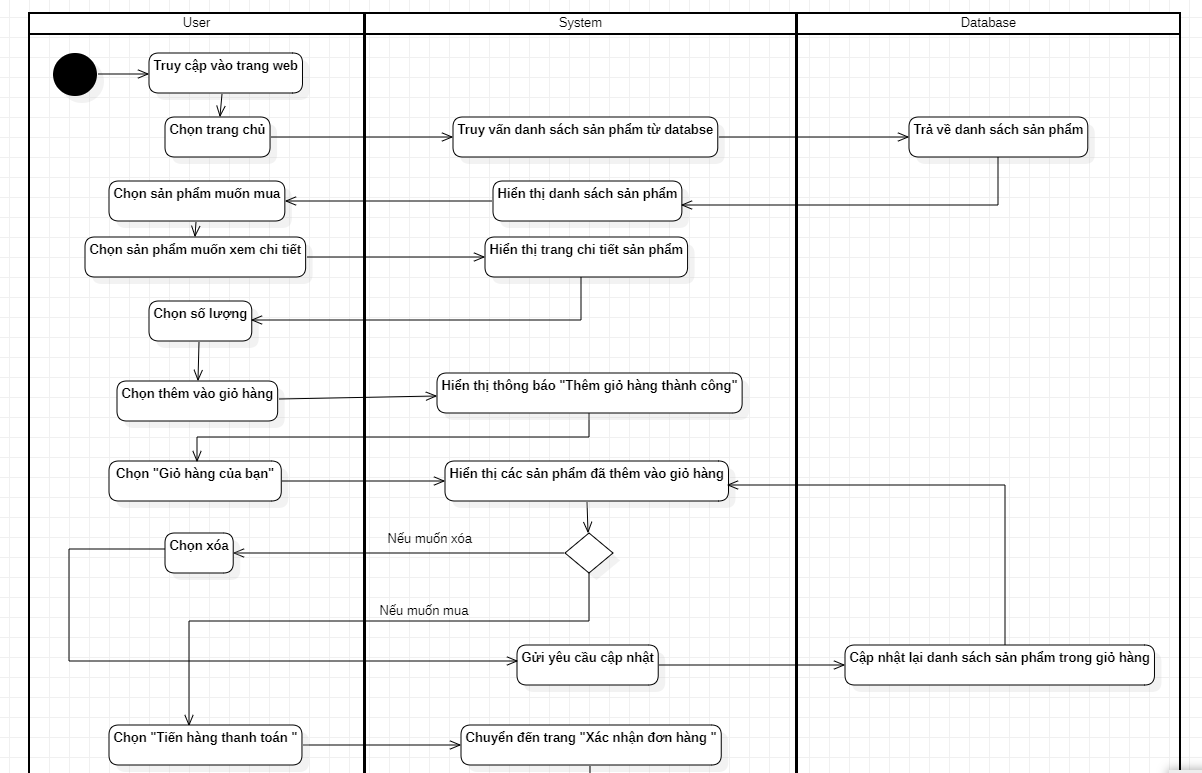 User
System
Database
Truy cập vào trang web
Chọn trang chủ
Truy vấn danh sách sản phẩm từ databse
Trả về danh sách sản phẩm
Chọn sản phẩm muốn mua
Hiển thị danh sách sản phẩm
Chọn sản phẩm muốn xem chi tiết
Hiển thị trang chi tiết sản phẩm
Chọn số lượng
Chọn thêm vào giỏ hàng
Hiển thị thông báo "Thêm giỏ hàng thành công"
Chọn "Giỏ hàng của bạn"
Hiển thị các sản phẩm đã thêm vào giỏ hàng
Chọn xóa
Nếu muốn xóa
Nếu muốn mua
Gửi yêu cầu cập nhật
Cập nhật lại danh sách sản phẩm trong giỏ hàng
Chọn "Tiến hàng thanh toán "
Chuyển đến trang "Xác nhận đơn hàng "